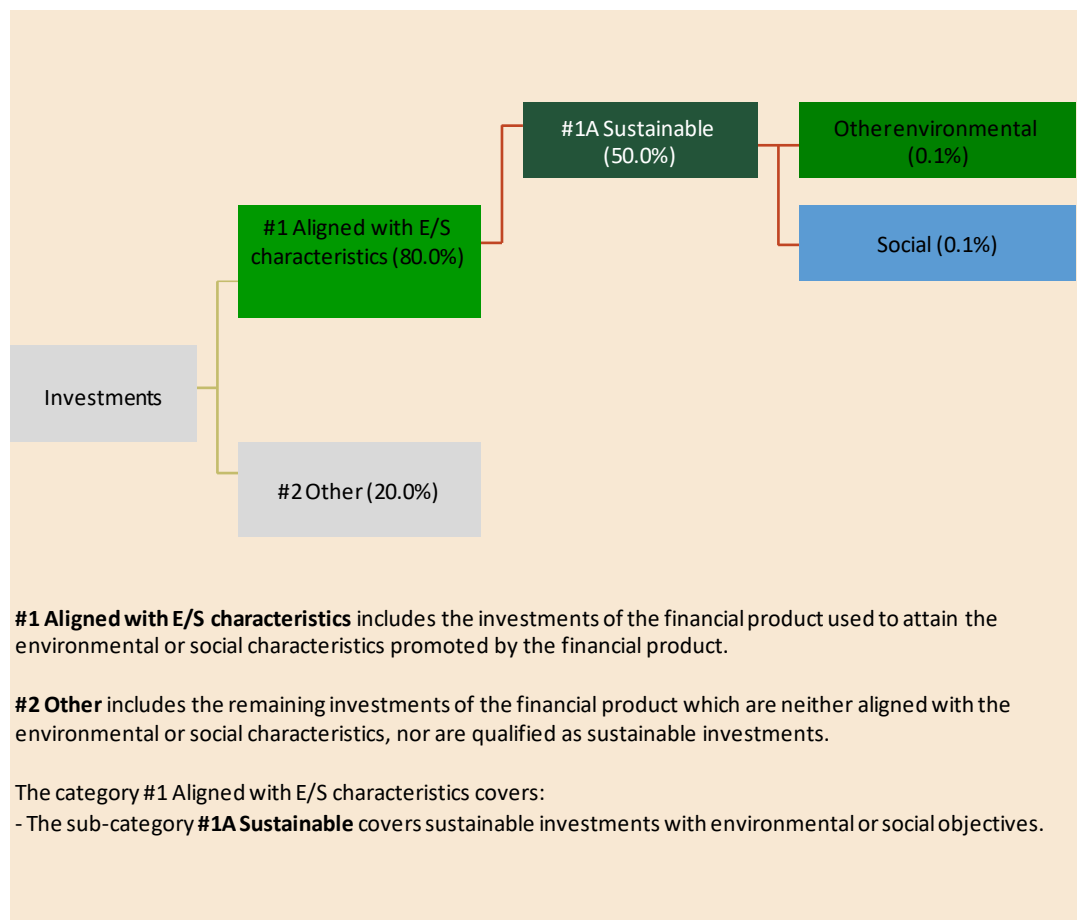 #1A Sustainable
(50.0%)
Other environmental
(0.1%)
#1 Aligned with E/S
characteristics (80.0%)
Social (0.1%)
Investments
#2 Other (20.0%)
#1 Aligned with E/S characteristics includes the investments of the financial product used to attain the
environmental or social characteristics promoted by the financial product.
#2 Other includes the remaining investments of the financial product which are neither aligned with the
environmental or social characteristics, nor are qualified as sustainable investments.
The category #1 Aligned with E/S characteristics covers:
- The sub-category #1A Sustainable covers sustainable investments with environmental or social objectives.